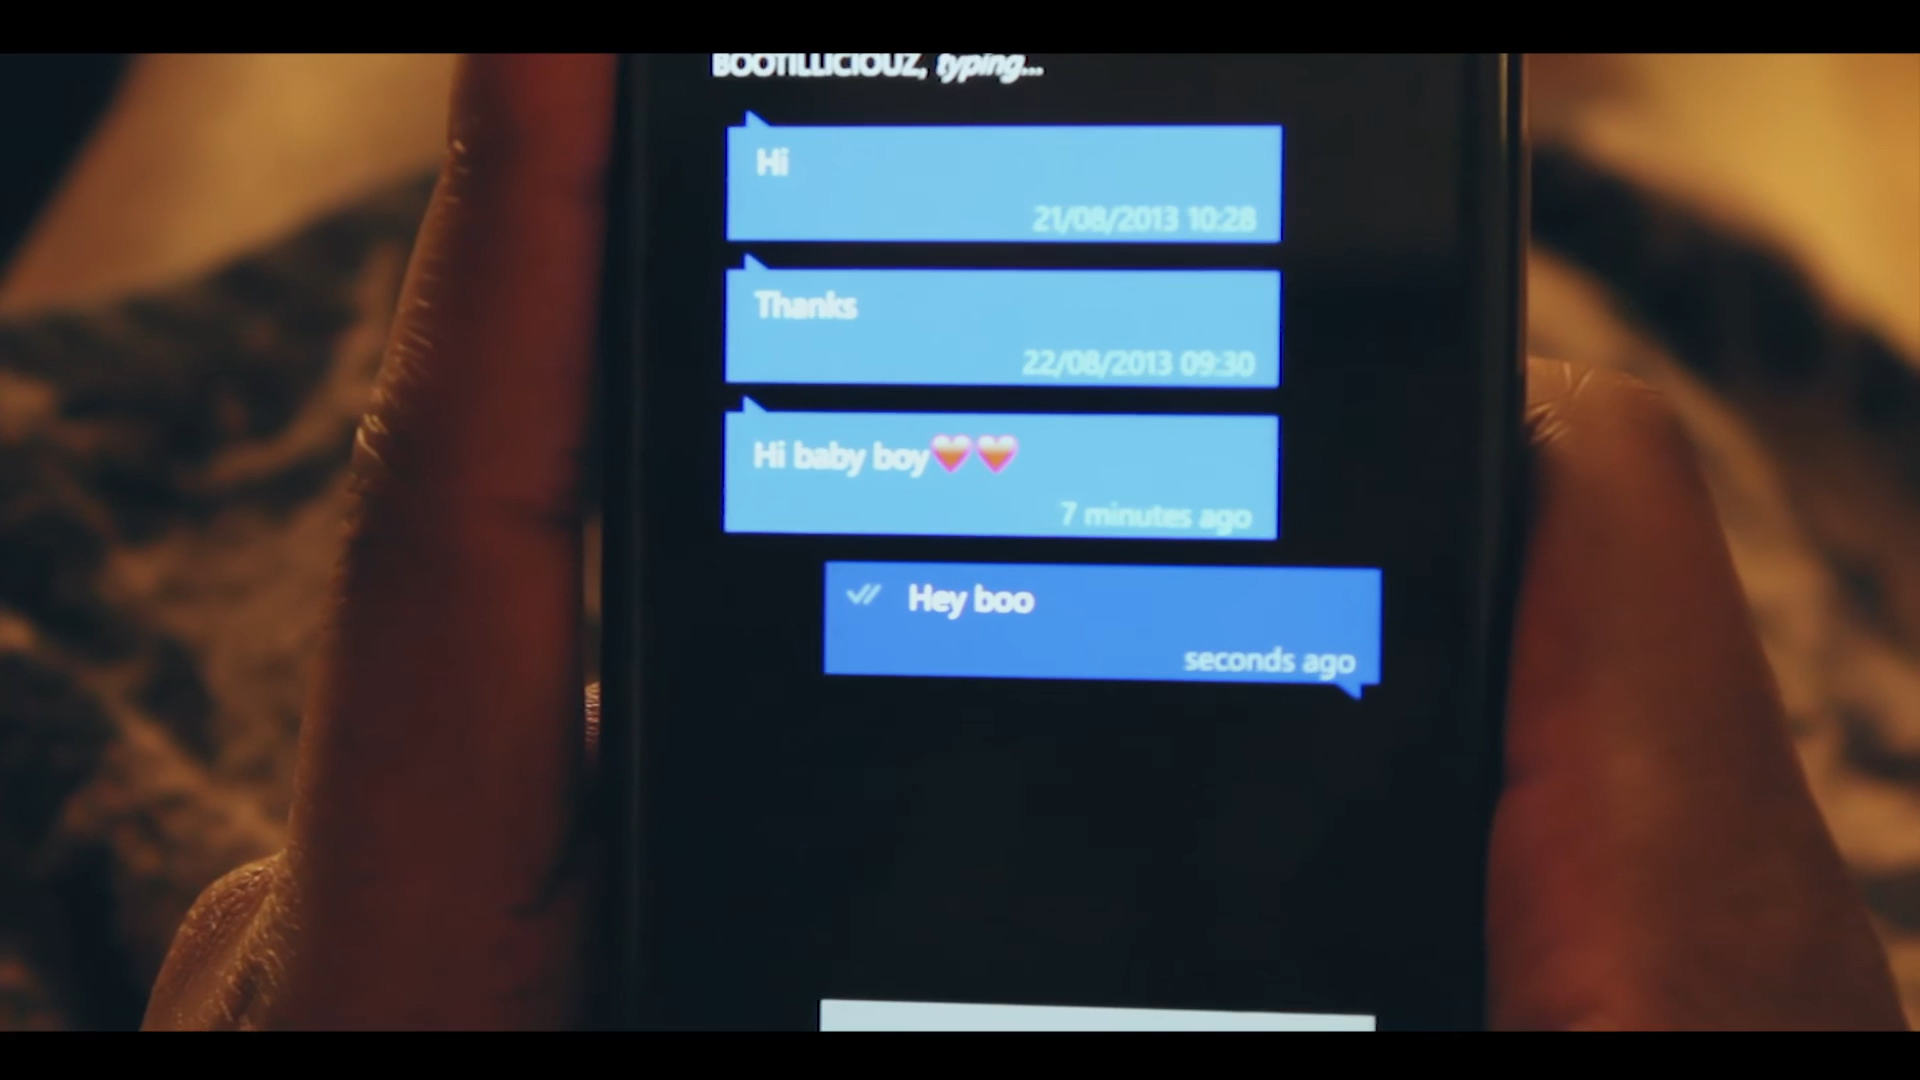 BOOTILLICIOUZ, typing...
Hi
21/08/2013 10:28
Thanks
22/08/2013 09:30
Hi baby boy❤❤
7 minutes ago
Hey boo
seconds ago